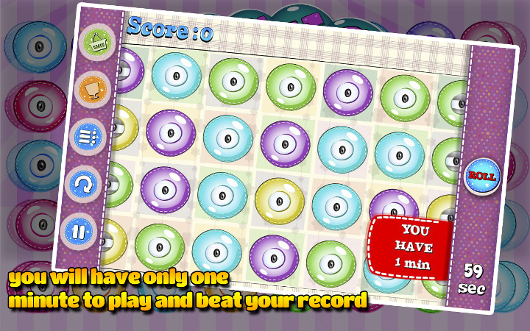 Score:0
ROLL
YOU
HAVE
1 min
59
sec
you will have only one
minute to play and beat your record